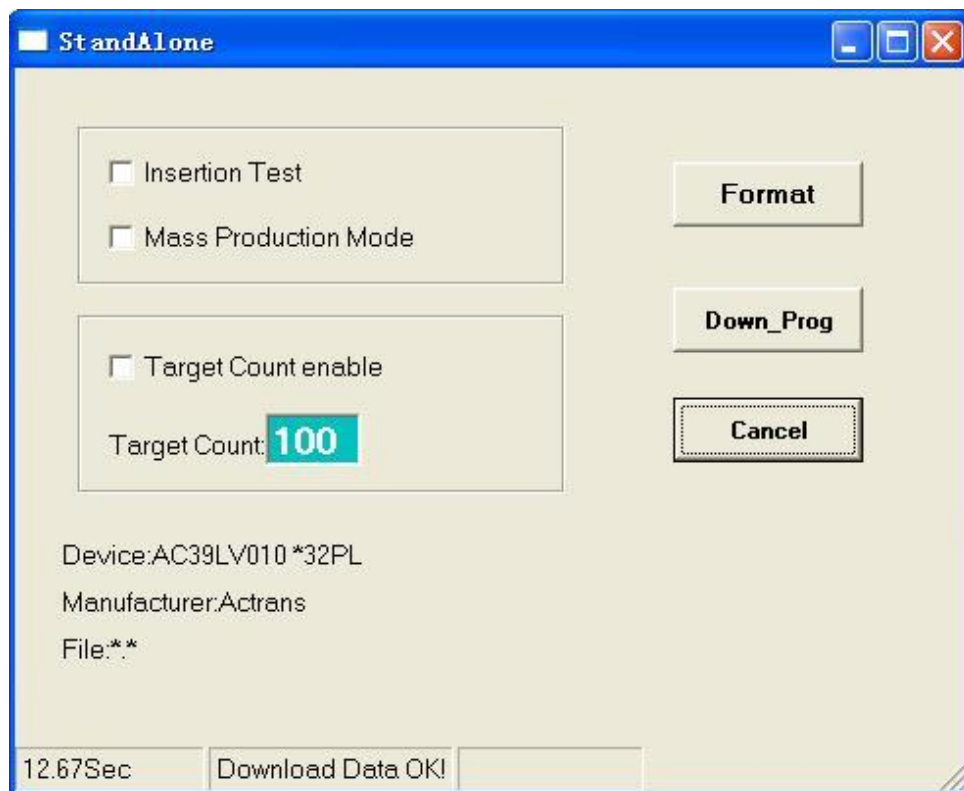 StandAlone
Insertion Test
Mass Production Mode
Format
Down_Prog
Target Count enable
Target Count:100
Cancel
Device:AC39LV010 *32PL
Manufacturer:Actrans
File:*.*
12.67Sec Download Data OK!